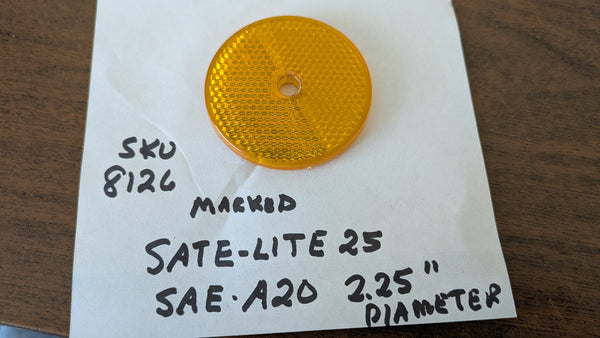 SKU
8126
MARKED
SATE-LITE 25
SAE-A20 2.25"
DIAMETER